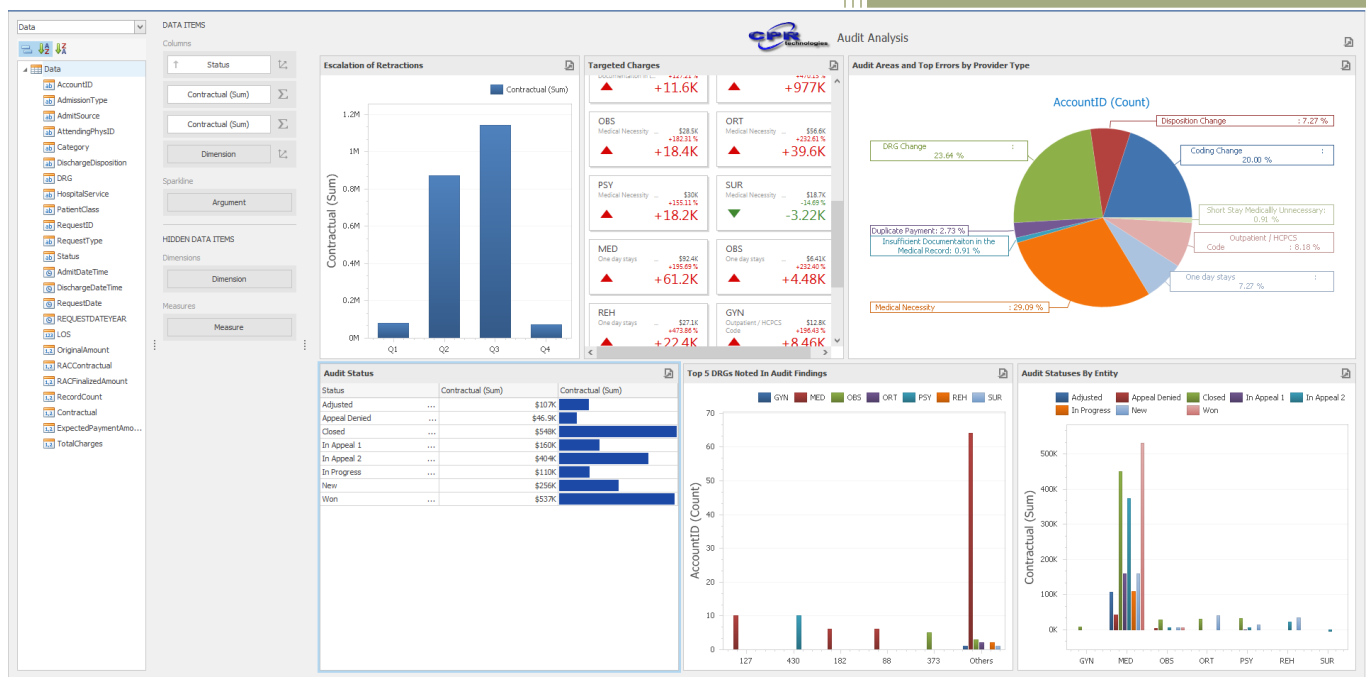 CPR
technologies
Audit Analysis
Data
Data
AccountID
AdmissionType
AdmitSource
AttendingPhysID
Category
DischargeDisposition
DRG
HospitalService
PatientClass
RequestID
RequestType
Status
AdmitDateTime
DischargeDateTime
RequestDate
REQUESTDATEYEAR
LOS
OriginalAmount
RACContractual
RACFinalizedAmount
RecordCount
Contractual
ExpectedPaymentAmo...
TotalCharges
DATA ITEMS
Columns
Status
Contractual (Sum)
Contractual (Sum)
Dimension
Sparkline
Argument
HIDDEN DATA ITEMS
Dimensions
Dimension
Measures
Measure
Escalation of Retractions
Contractual (Sum)
Contractual (Sum)
1.2M
1M
0.8M
0.6M
0.4M
0.2M
0M
Q1 Q2 Q3 Q4
Targeted Charges
+11.6K
+977K
OBS
Medical Necessity ... $28.5K
+182.31 %
+18.4K
ORT
Medical Necessity ... $56.6K
+232.61 %
+39.6K
PSY
Medical Necessity ... $30K
+155.11 %
+18.2K
SUR
Medical Necessity ... $18.7K
-14.69 %
-3.22K
MED
One day stays ... $92.4K
+195.69 %
+61.2K
OBS
One day stays ... $6.41K
+232.40 %
+4.48K
REH
One day stays ... $27.1K
+473.86 %
+22.4K
GYN
Outpatient / HCPCS Code ... $12.8K
+196.43 %
+8.46K
Audit Areas and Top Errors by Provider Type
AccountID (Count)
Disposition Change : 7.27 %
DRG Change :
23.64 %
Coding Change :
20.00 %
Short Stay Medicallly Unnecessary:
0.91 %
Duplicate Payment: 2.73 %
Insufficient Documentaiton in the
Medical Record: 0.91 %
Outpatient / HCPCS
Code : 8.18 %
One day stays :
7.27 %
Medical Necessity : 29.09 %
Audit Status
Status Contractual (Sum) Contractual (Sum)
Adjusted ... $107K
Appeal Denied ... $46.9K
Closed ... $548K
In Appeal 1 ... $160K
In Appeal 2 ... $404K
In Progress ... $110K
New ... $256K
Won ... $537K
Top 5 DRGs Noted In Audit Findings
GYN MED OBS ORT PSY REH SUR
AccountID (Count)
70
60
50
40
30
20
10
0
127 430 182 88 373 Others
Audit Statuses By Entity
Adjusted Appeal Denied Closed In Appeal 1 In Appeal 2
In Progress New Won
Contractual (Sum)
500K
400K
300K
200K
100K
0K
GYN MED OBS ORT PSY REH SUR